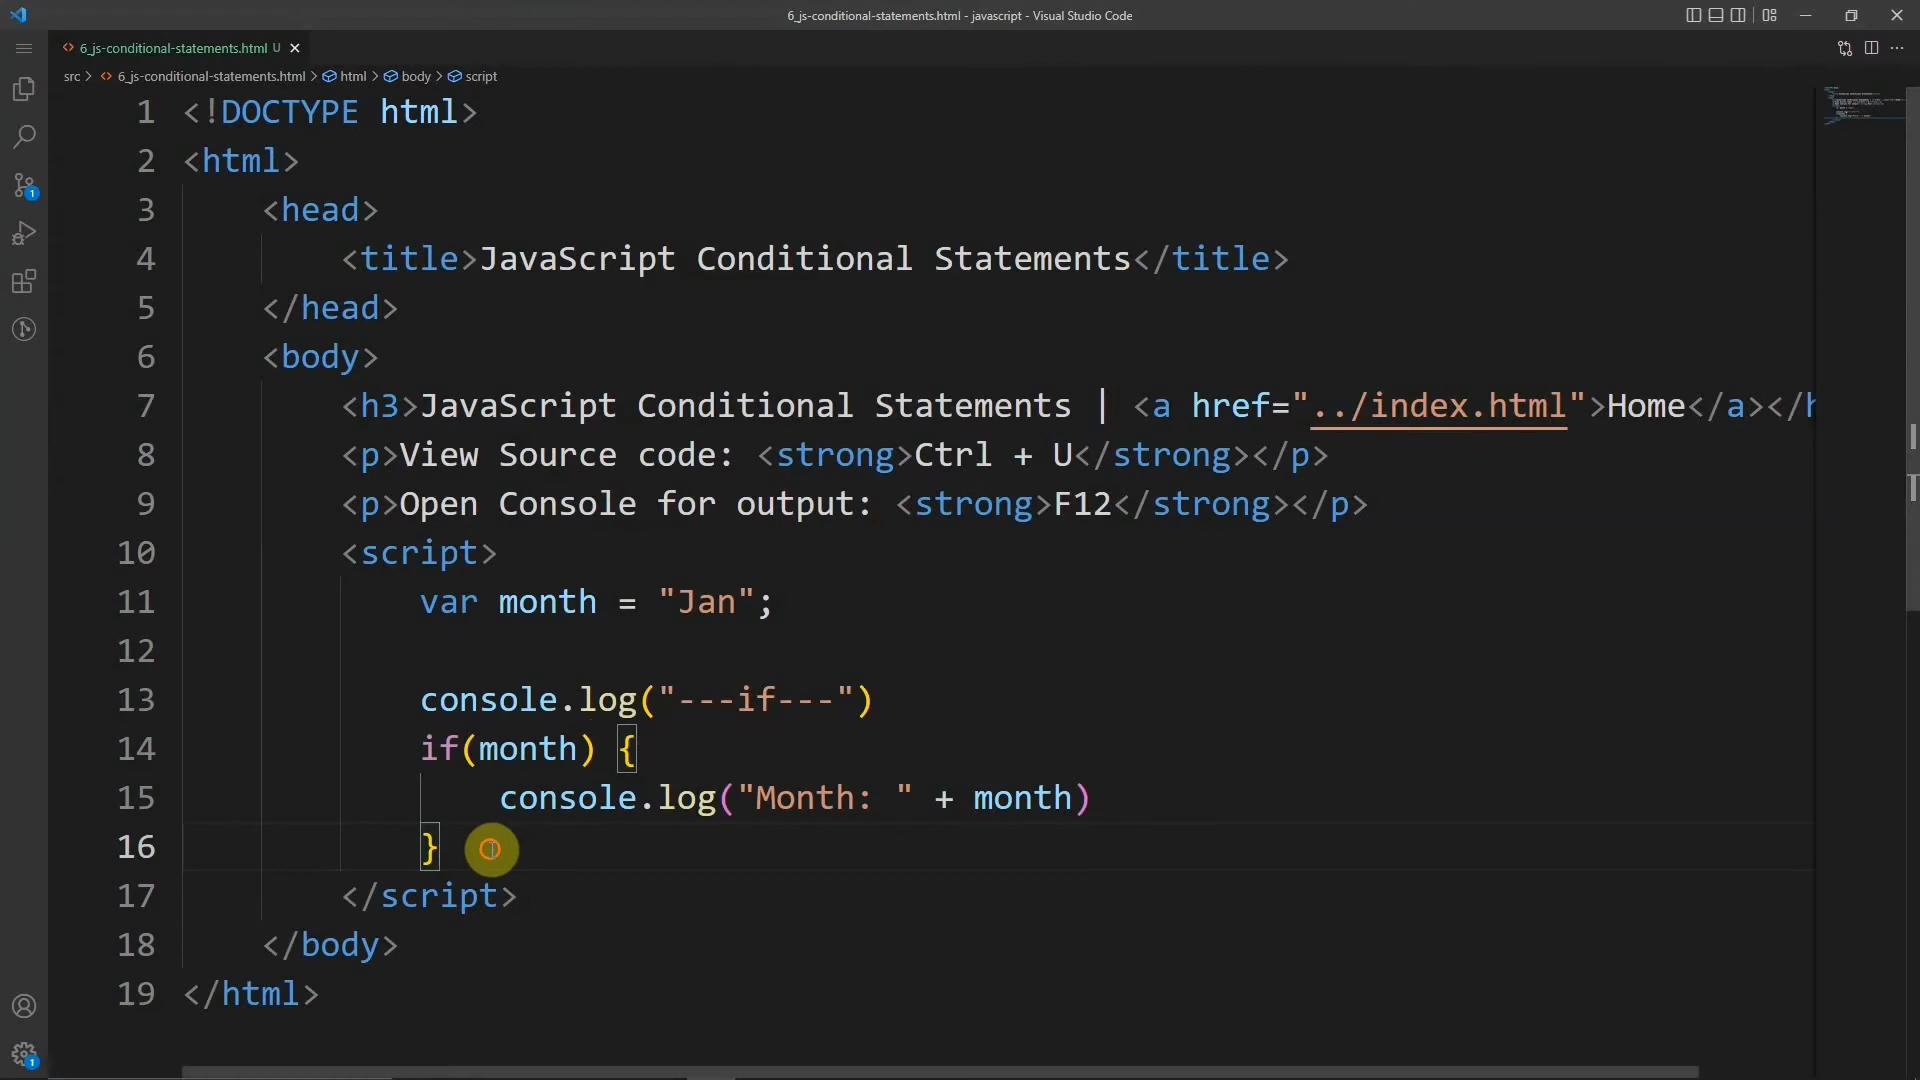 6_js-conditional-statements.html - javascript - Visual Studio Code
6_js-conditional-statements.html U
src > 6_js-conditional-statements.html > html > body > script
1 <!DOCTYPE html>
2 <html>
3 <head>
4 <title>JavaScript Conditional Statements</title>
5 </head>
6 <body>
7 <h3>JavaScript Conditional Statements | <a href="../index.html">Home</a></h
8 <p>View Source code: <strong>Ctrl + U</strong></p>
9 <p>Open Console for output: <strong>F12</strong></p>
10 <script>
11 var month = "Jan";
12
13 console.log("---if---")
14 if(month) {
15 console.log("Month: " + month)
16 }
17 </script>
18 </body>
19 </html>
1
1